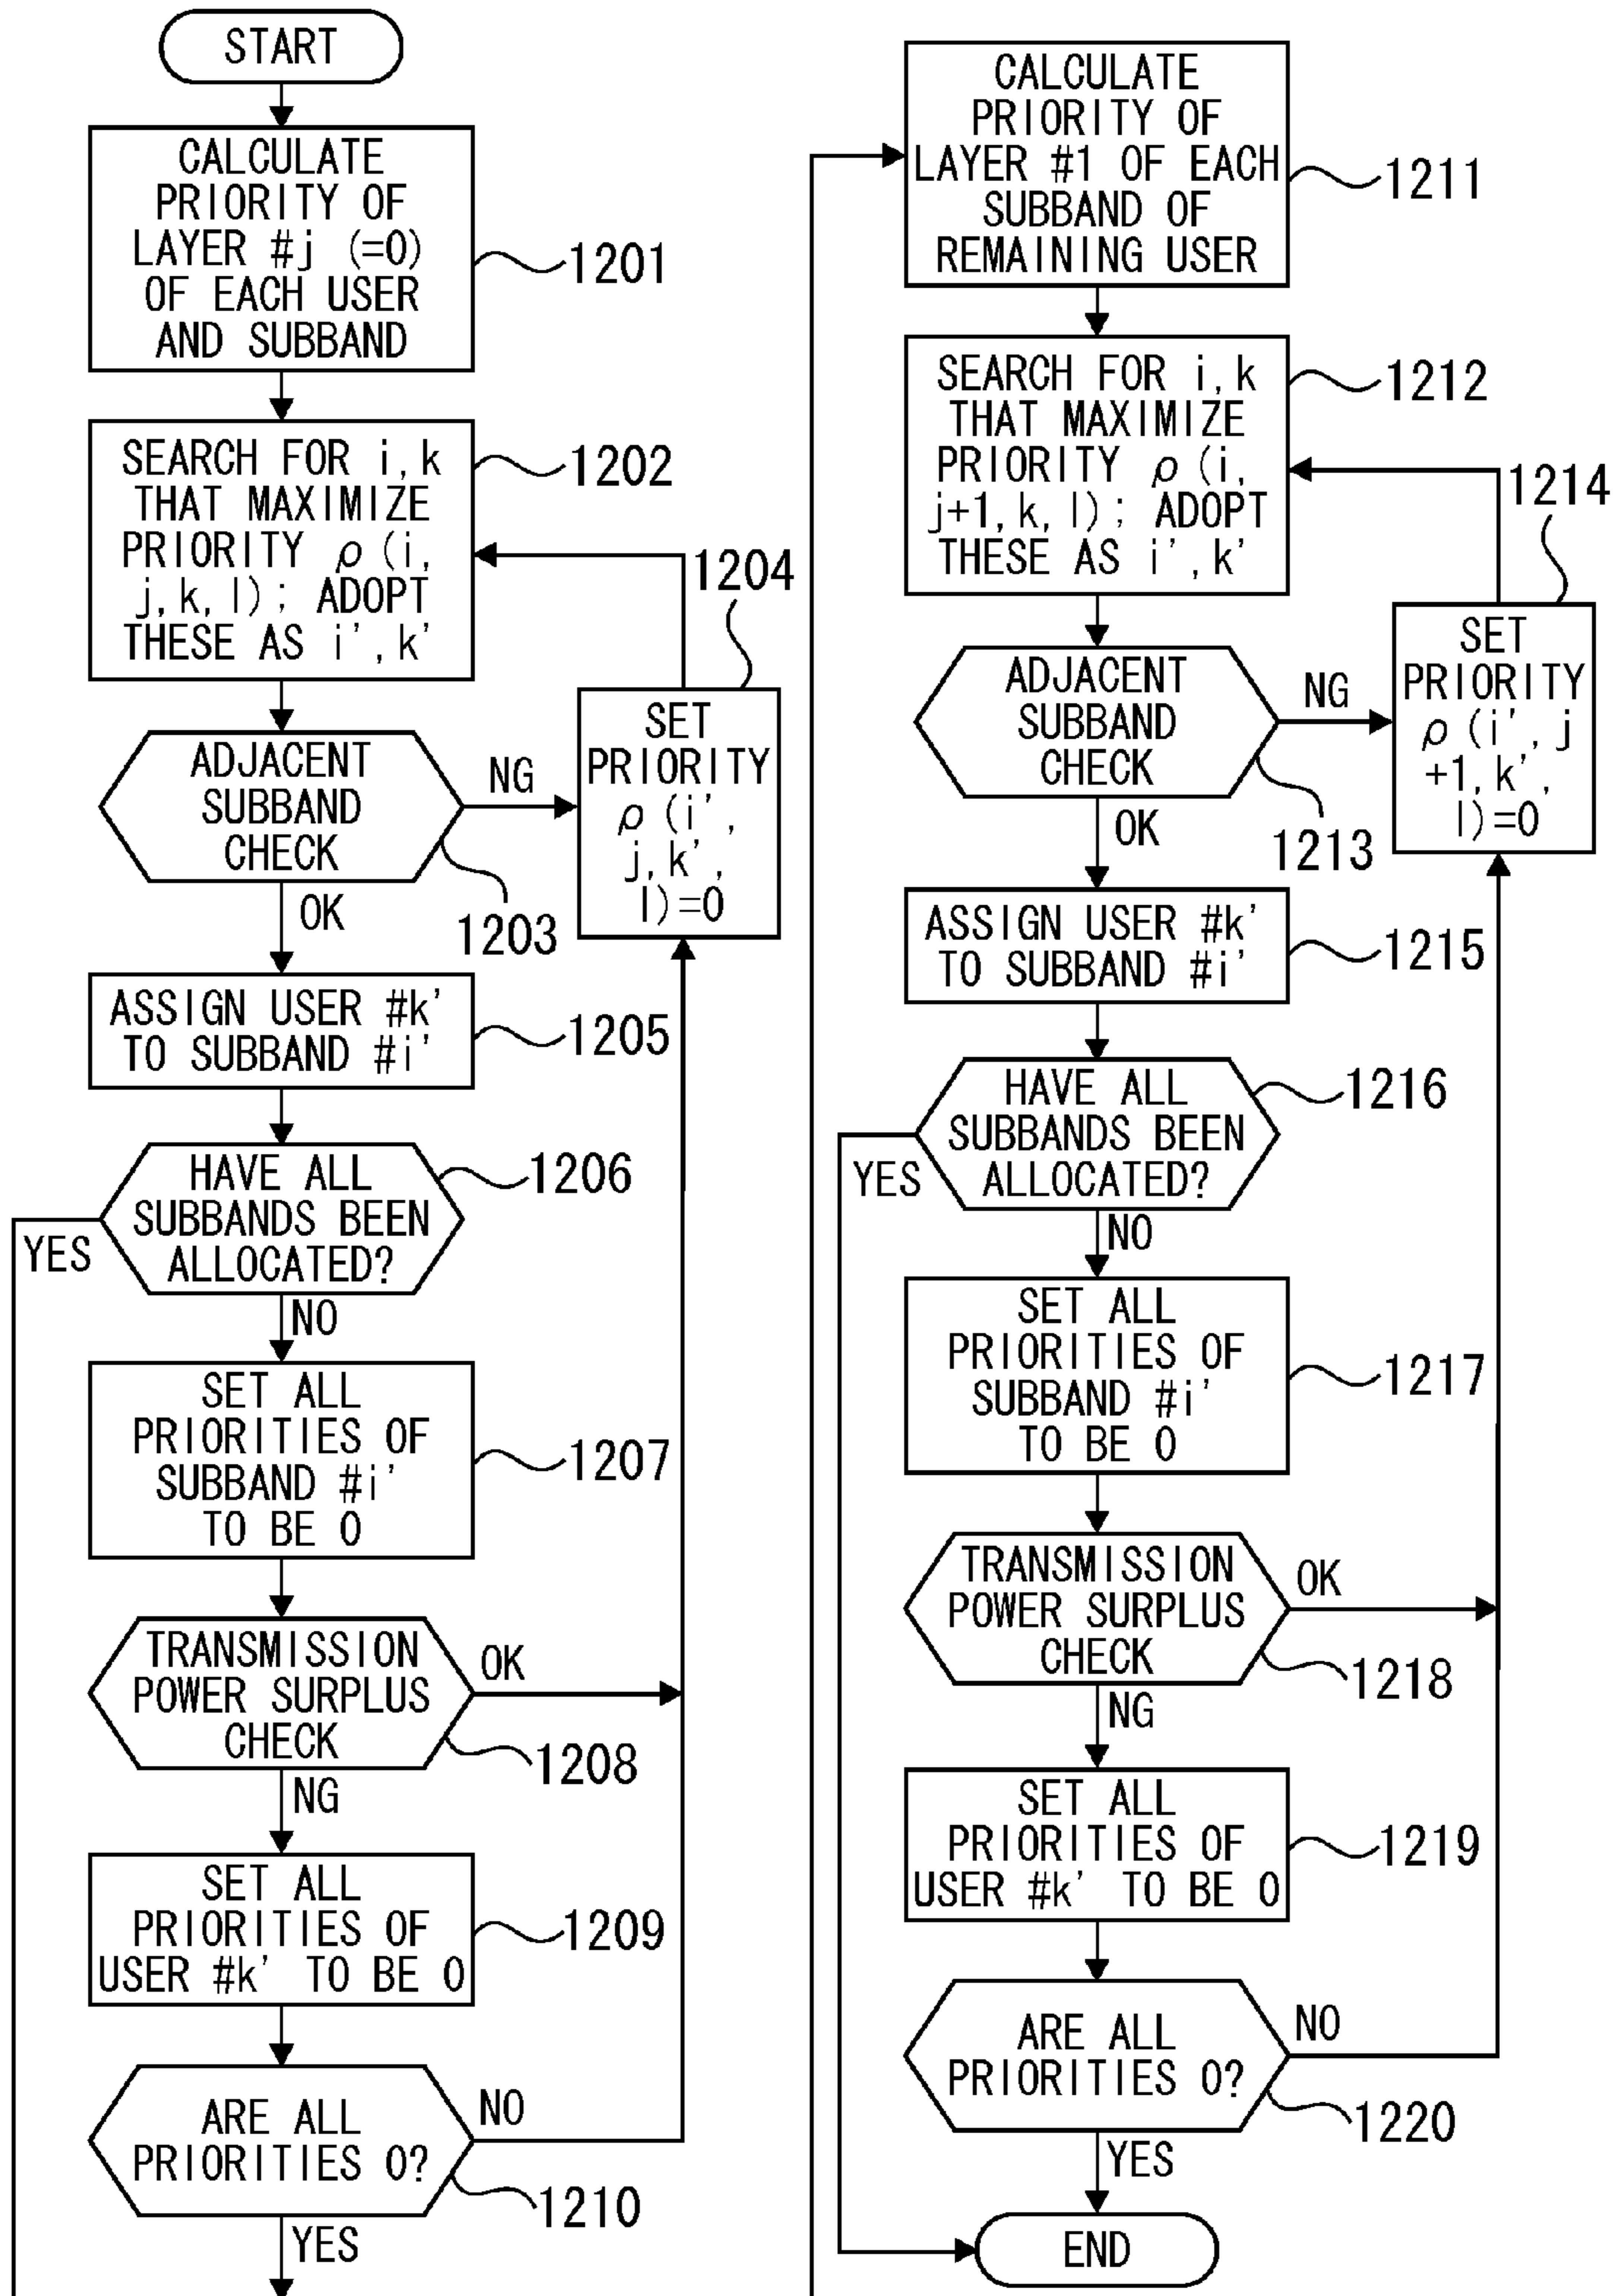 START
CALCULATE
PRIORITY OF
LAYER #j (=0)
OF EACH USER
AND SUBBAND
1201
SEARCH FOR i,k
THAT MAXIMIZE
PRIORITY ρ(i,
j,k,l); ADOPT
THESE AS i',k'
1202
ADJACENT
SUBBAND
CHECK
1203
NG
OK
SET
PRIORITY
ρ(i',
j,k',
l)=0
1204
ASSIGN USER #k'
TO SUBBAND #i'
1205
HAVE ALL
SUBBANDS BEEN
ALLOCATED?
1206
YES
NO
SET ALL
PRIORITIES OF
SUBBAND #i'
TO BE 0
1207
TRANSMISSION
POWER SURPLUS
CHECK
1208
OK
NG
SET ALL
PRIORITIES OF
USER #k' TO BE 0
1209
ARE ALL
PRIORITIES 0?
1210
NO
YES
CALCULATE
PRIORITY OF
LAYER #1 OF EACH
SUBBAND OF
REMAINING USER
1211
SEARCH FOR i,k
THAT MAXIMIZE
PRIORITY ρ(i,
j+1,k,l); ADOPT
THESE AS i',k'
1212
ADJACENT
SUBBAND
CHECK
1213
NG
OK
SET
PRIORITY
ρ(i',j
+1,k',
l)=0
1214
ASSIGN USER #k'
TO SUBBAND #i'
1215
HAVE ALL
SUBBANDS BEEN
ALLOCATED?
1216
YES
NO
SET ALL
PRIORITIES OF
SUBBAND #i'
TO BE 0
1217
TRANSMISSION
POWER SURPLUS
CHECK
1218
OK
NG
SET ALL
PRIORITIES OF
USER #k' TO BE 0
1219
ARE ALL
PRIORITIES 0?
1220
NO
YES
END